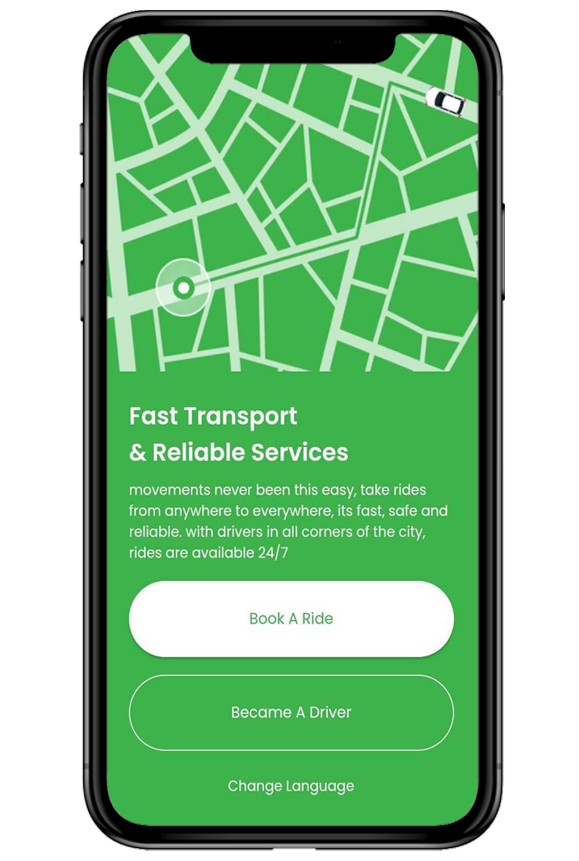 Fast Transport
& Reliable Services
movements never been this easy, take rides
from anywhere to everywhere, its fast, safe and
reliable. with drivers in all corners of the city,
rides are available 24/7
Book A Ride
Became A Driver
Change Language